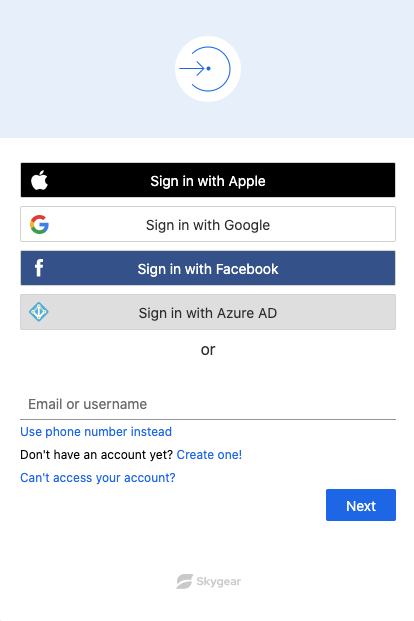 Sign in with Apple
Sign in with Google
Sign in with Facebook
Sign in with Azure AD
or
Email or username
Use phone number instead
Don't have an account yet? Create one!
Can't access your account?
Next
Skygear